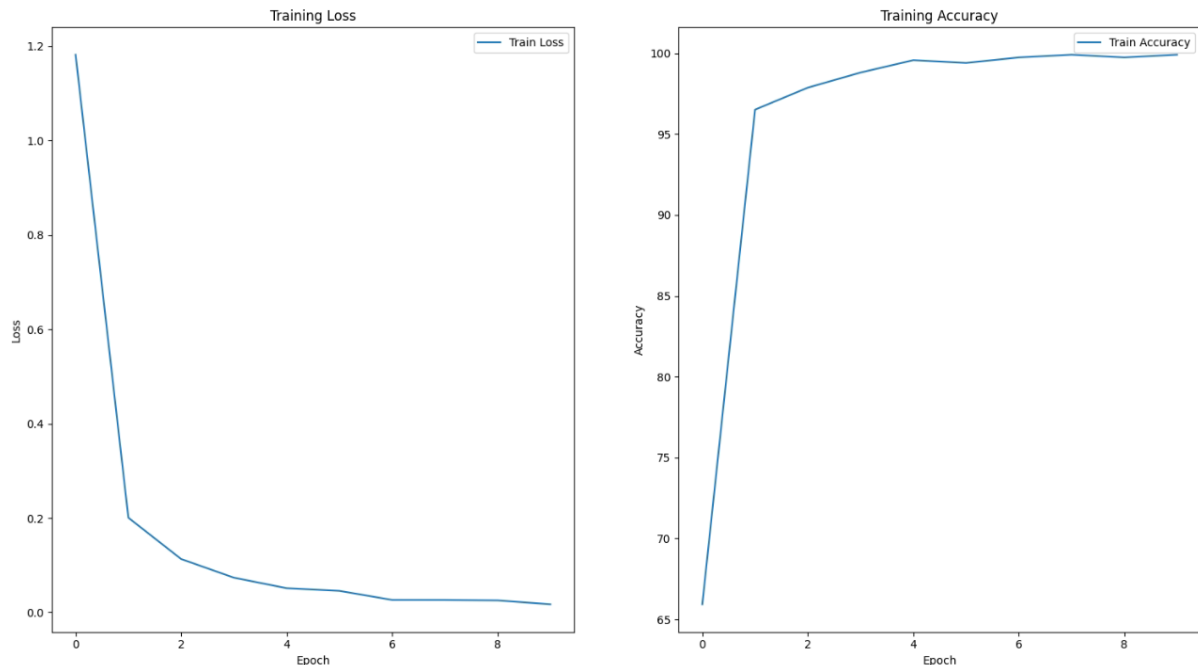 Training Loss
Train Loss
1.2
1.0
0.8
0.6
0.4
0.2
0.0
Loss
0 2 4 6 8
Epoch
Training Accuracy
Train Accuracy
100
95
90
85
80
75
70
65
Accuracy
0 2 4 6 8
Epoch